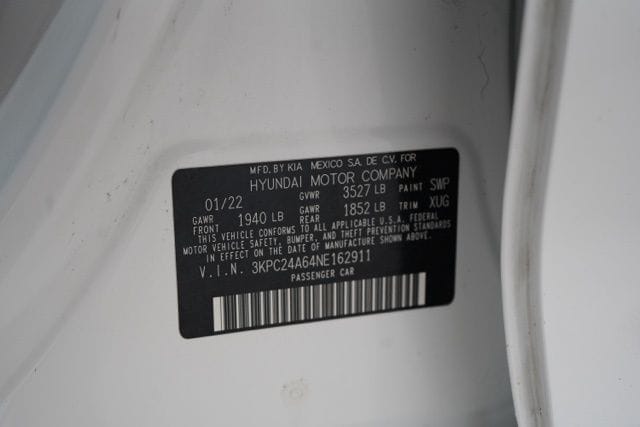 MFD. BY KIA MEXICO S.A. DE C.V. FOR
HYUNDAI MOTOR COMPANY
01/22 GVWR 3527 LB PAINT SWP
GAWR FRONT 1940 LB GAWR REAR 1852 LB TRIM XUG
THIS VEHICLE CONFORMS TO ALL APPLICABLE U.S.A. FEDERAL
MOTOR VEHICLE SAFETY, BUMPER, AND THEFT PREVENTION STANDARDS
IN EFFECT ON THE DATE OF MANUFACTURE SHOWN ABOVE.
V.I.N. 3KPC24A64NE162911
PASSENGER CAR